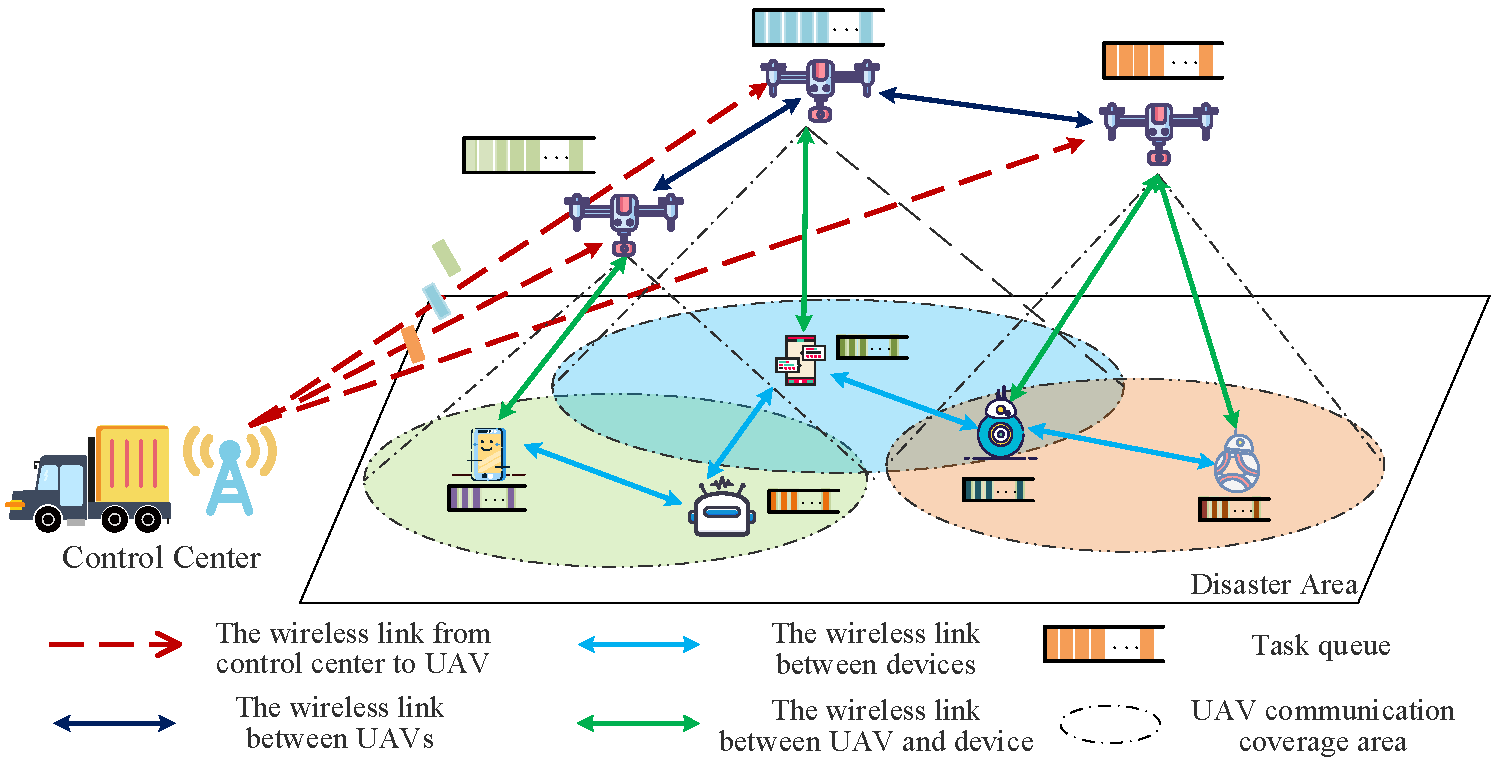 Control Center
Disaster Area
The wireless link from
control center to UAV
The wireless link
between devices
Task queue
The wireless link
between UAVs
The wireless link
between UAV and device
UAV communication
coverage area